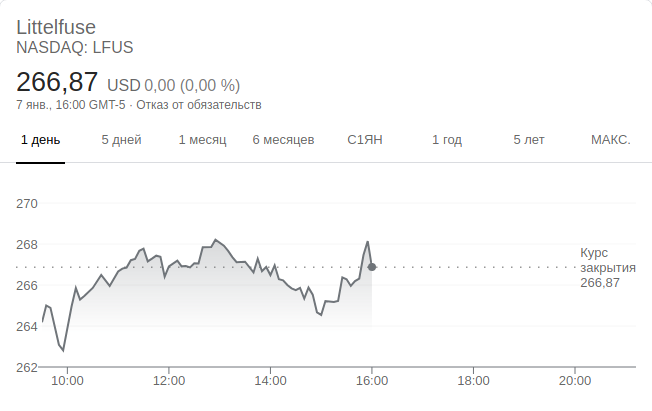 Littelfuse
NASDAQ: LFUS
266,87 USD 0,00 (0,00 %)
7 янв., 16:00 GMT-5 · Отказ от обязательств
1 день 5 дней 1 месяц 6 месяцев С1ЯН 1 год 5 лет МАКС.
270
268
Курс
закрытия
266,87
266
264
262
10:00 12:00 14:00 16:00 18:00 20:00